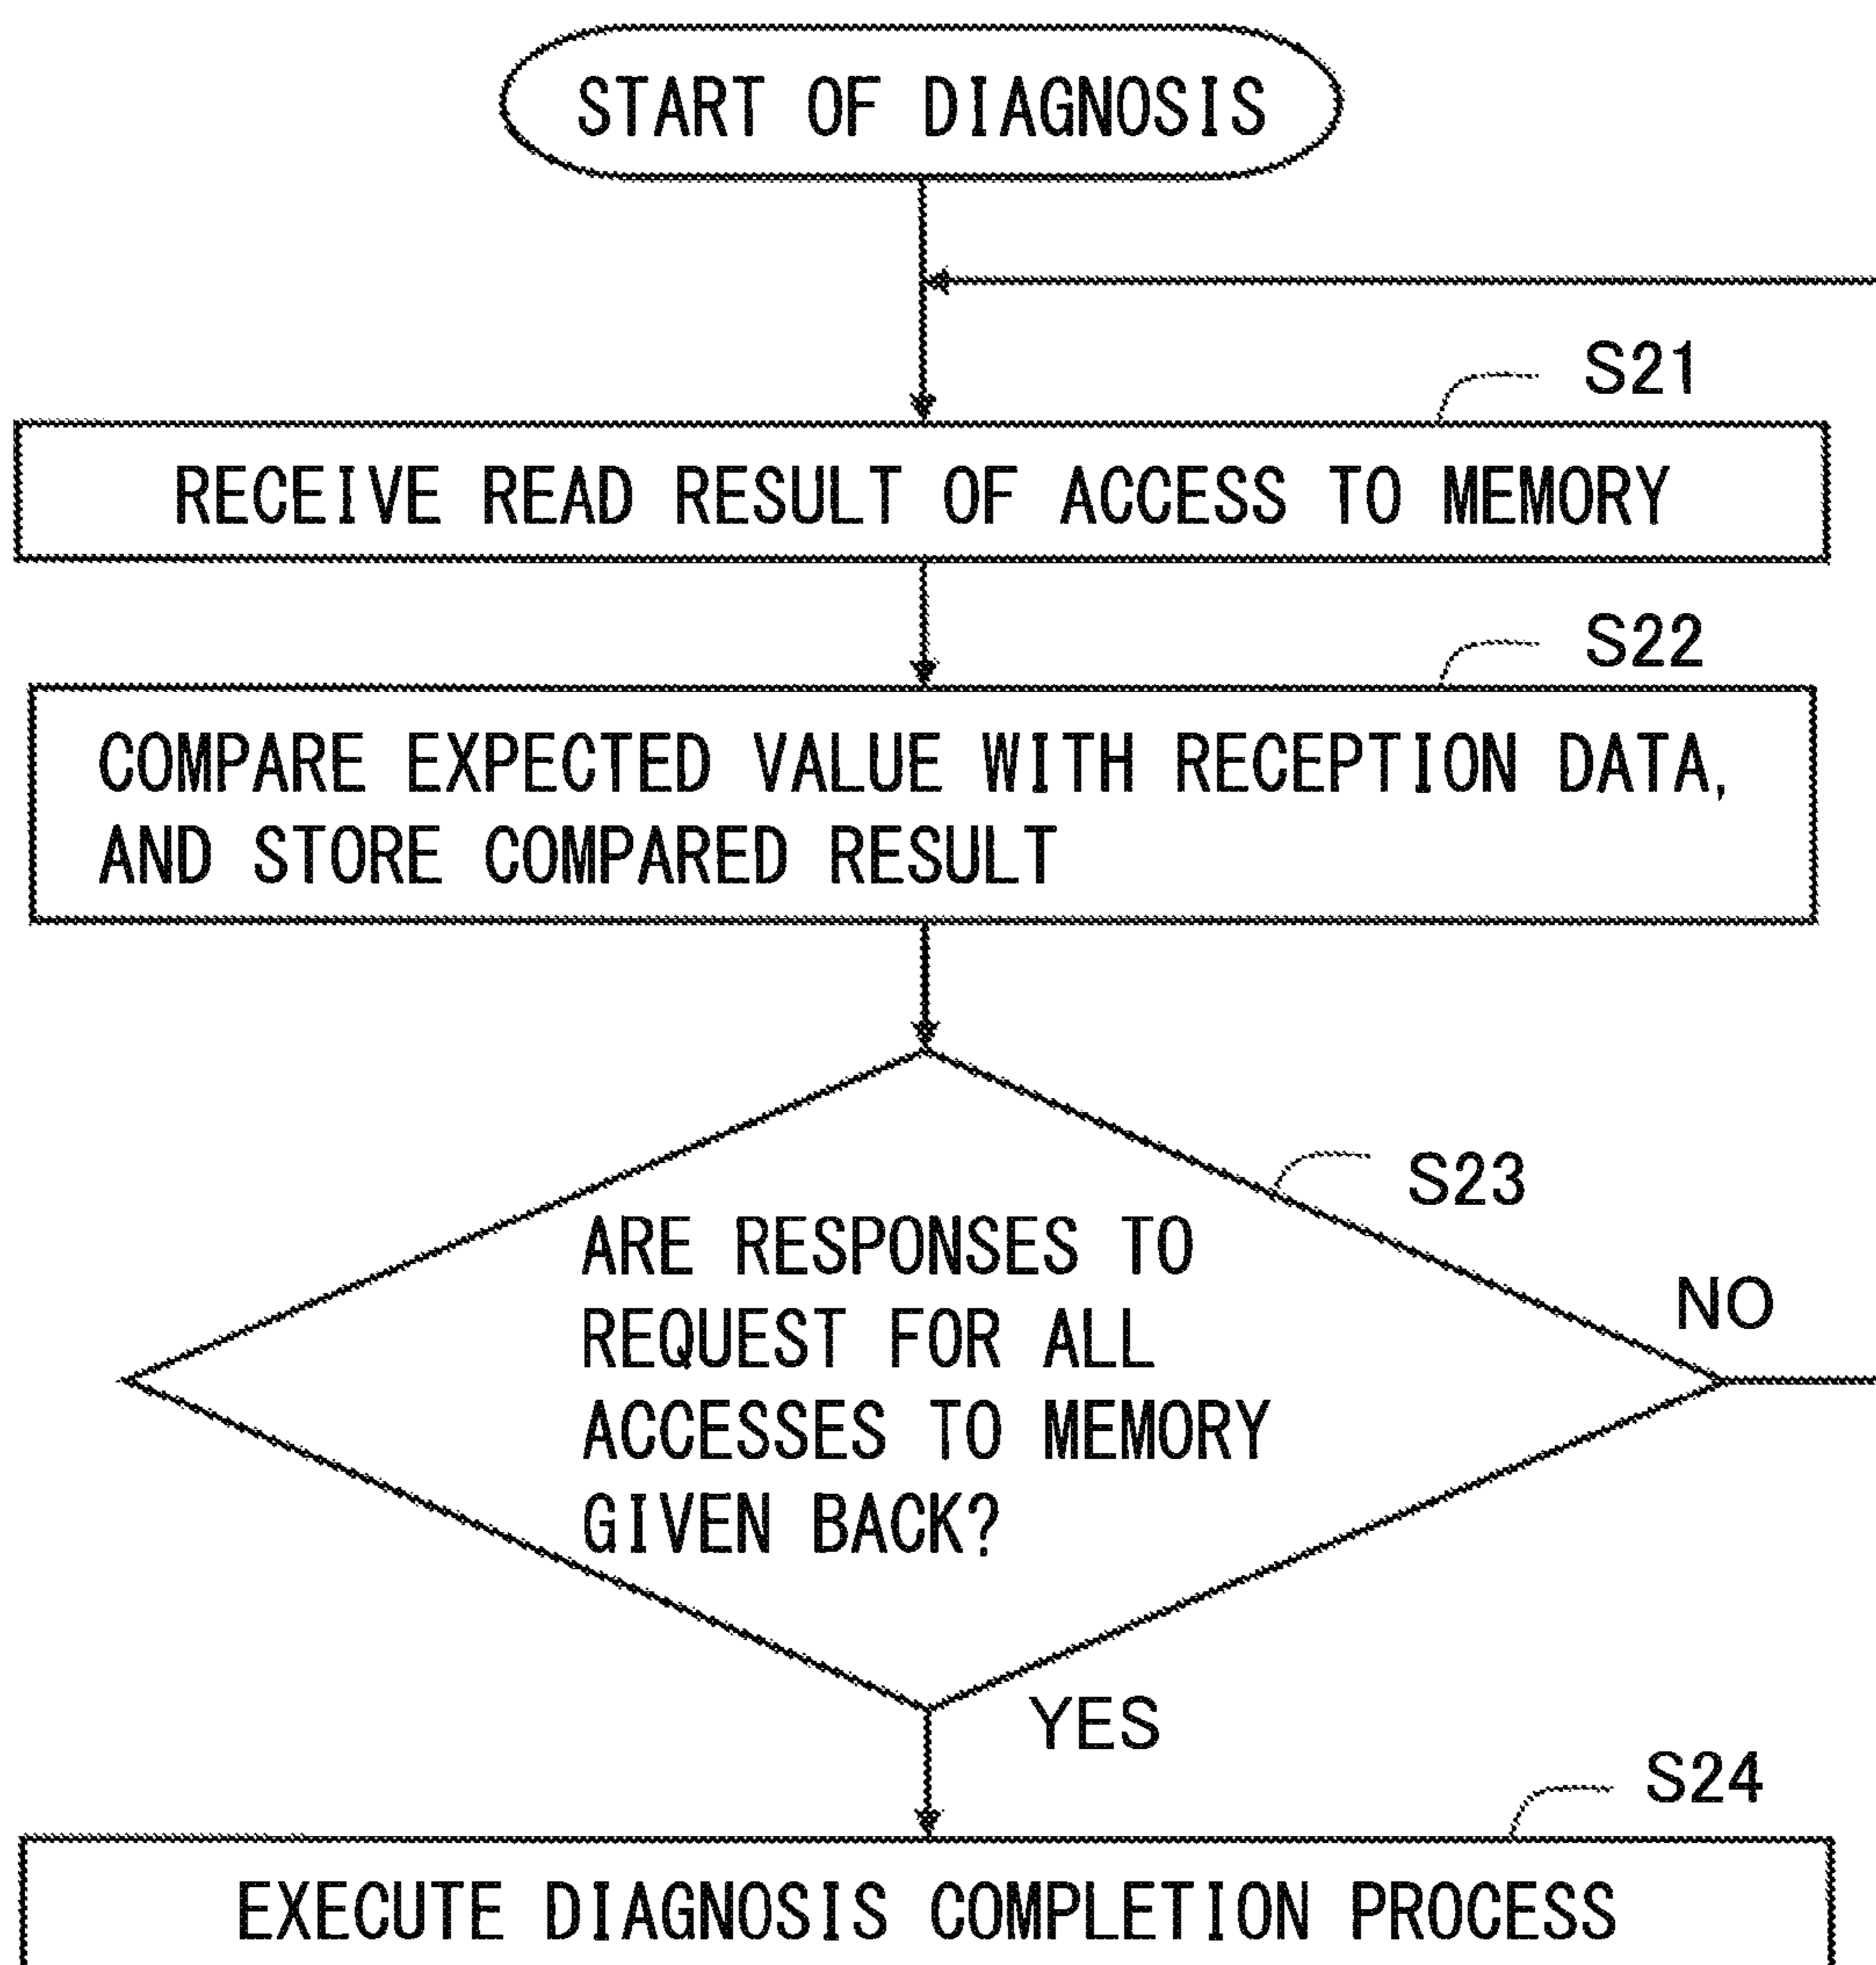 START OF DIAGNOSIS
S21
RECEIVE READ RESULT OF ACCESS TO MEMORY
S22
COMPARE EXPECTED VALUE WITH RECEPTION DATA,
AND STORE COMPARED RESULT
S23
ARE RESPONSES TO
REQUEST FOR ALL
ACCESSES TO MEMORY
GIVEN BACK?
NO
YES
S24
EXECUTE DIAGNOSIS COMPLETION PROCESS